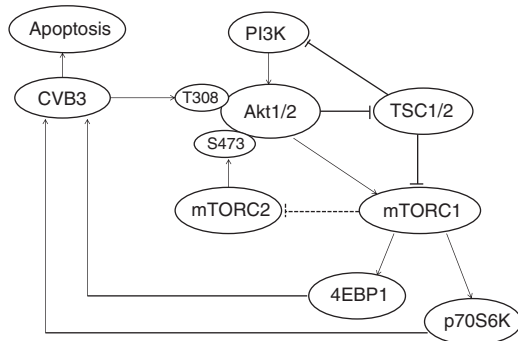 Apoptosis
PI3K
CVB3
T308
Akt1/2
TSC1/2
S473
mTORC2
mTORC1
4EBP1
p70S6K